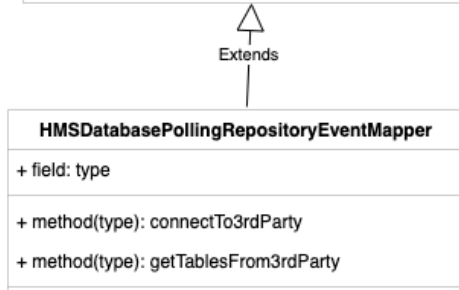 Extends
HMSDatabasePollingRepositoryEventMapper
+ field: type
+ method(type): connectTo3rdParty
+ method(type): getTablesFrom3rdParty